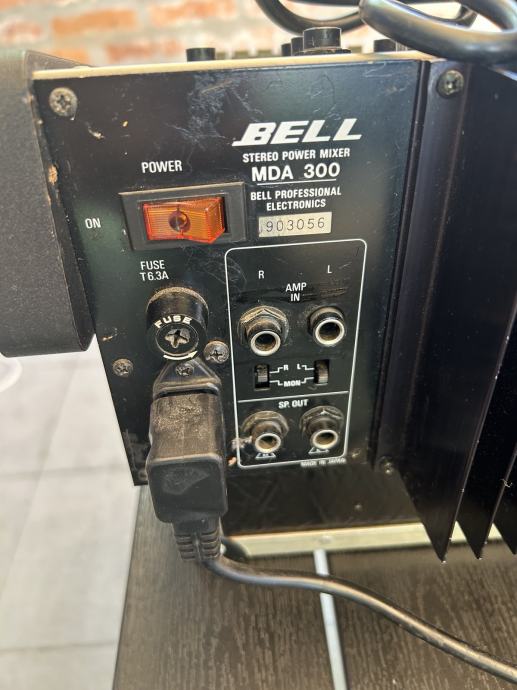 BELL
STEREO POWER MIXER
MDA 300
BELL PROFESSIONAL
ELECTRONICS
903056
POWER
ON
FUSE
T6.3A
FUSE
R L
AMP
IN
R L
MON
SP. OUT
MADE IN JAPAN